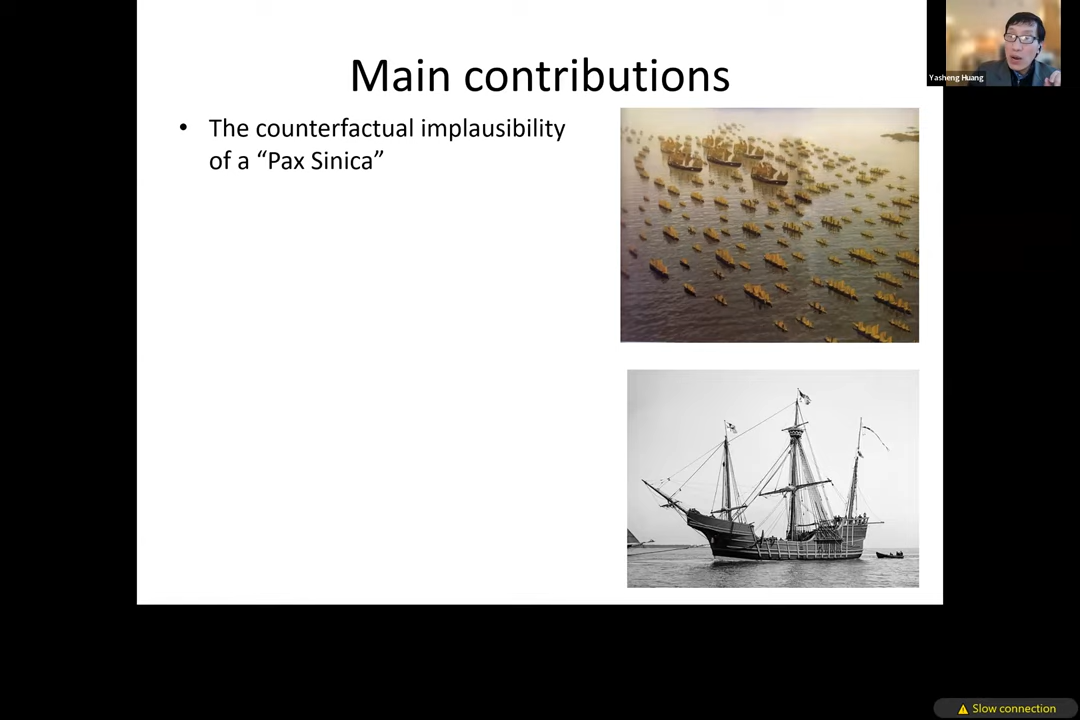 Main contributions
• The counterfactual implausibility
of a “Pax Sinica”
Yasheng Huang
Slow connection